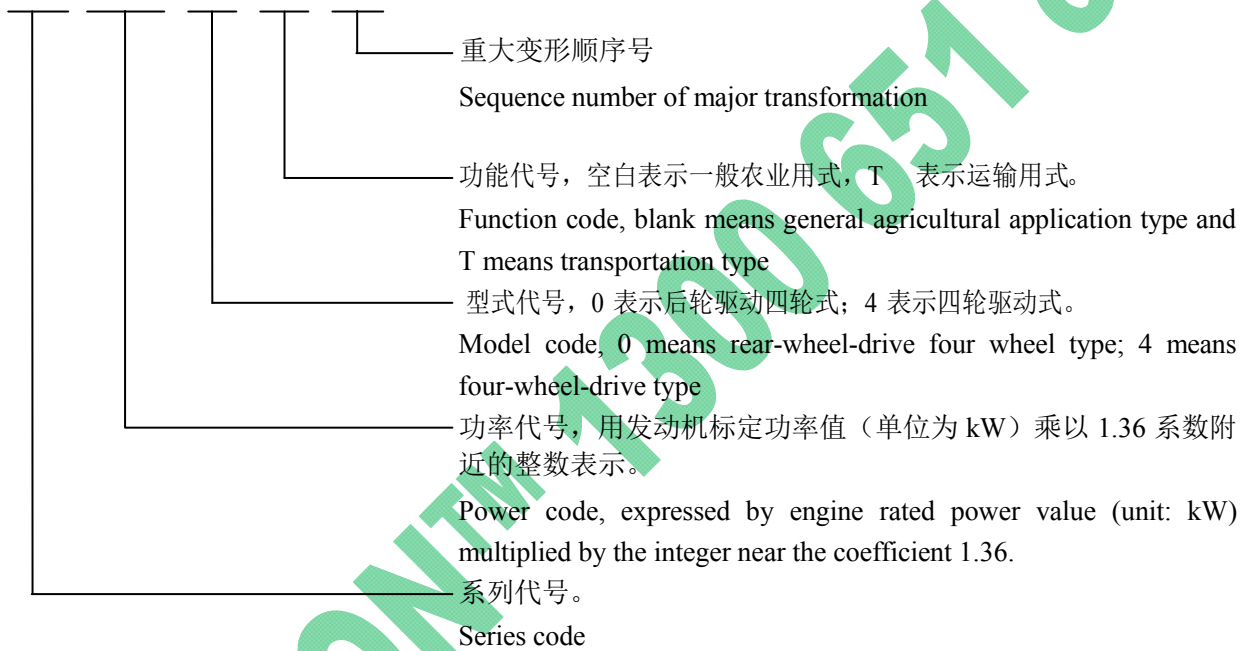 重大变形顺序号
Sequence number of major transformation
功能代号，空白表示一般农业用式，T 表示运输用式。
Function code, blank means general agricultural application type and
T means transportation type
型式代号，0 表示后轮驱动四轮式；4 表示四轮驱动式。
Model code, 0 means rear-wheel-drive four wheel type; 4 means
four-wheel-drive type
功率代号，用发动机标定功率值（单位为 kW）乘以 1.36 系数附
近的整数表示。
Power code, expressed by engine rated power value (unit: kW)
multiplied by the integer near the coefficient 1.36.
系列代号。
Series code
ON™ 1300 651